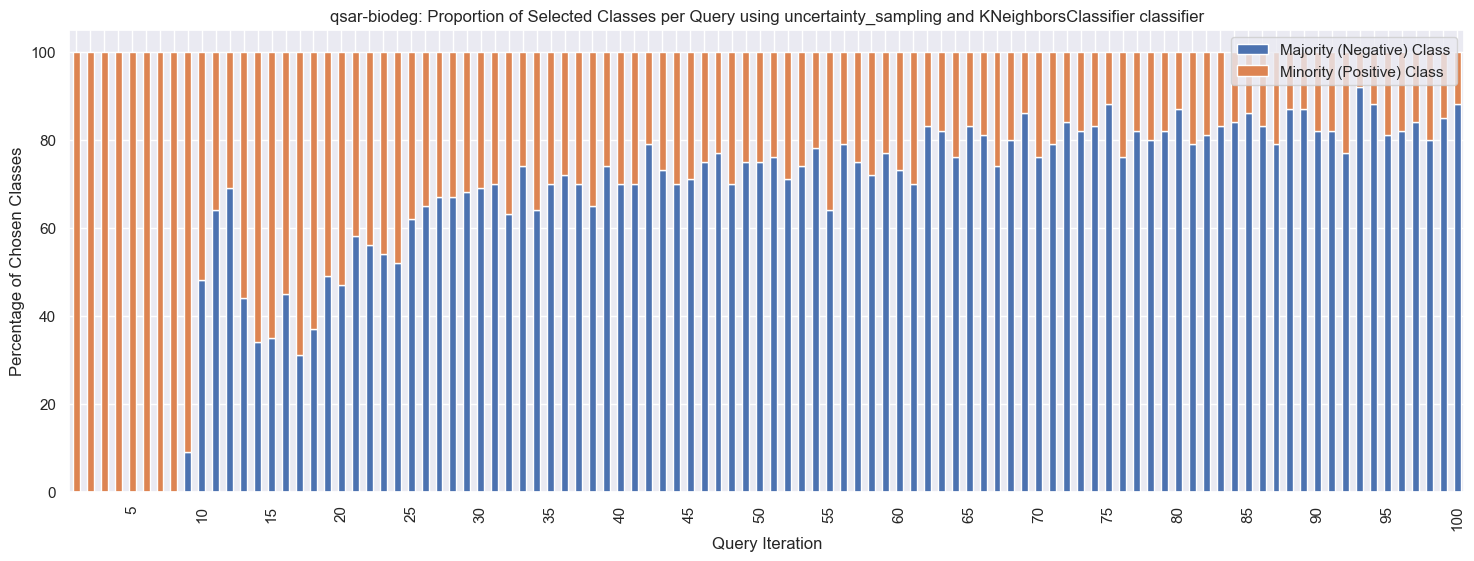 qsar-biodeg: Proportion of Selected Classes per Query using uncertainty_sampling and KNeighborsClassifier classifier
Majority (Negative) Class
Minority (Positive) Class
Percentage of Chosen Classes
100
80
60
40
20
0
5 10 15 20 25 30 35 40 45 50 55 60 65 70 75 80 85 90 95 100
Query Iteration